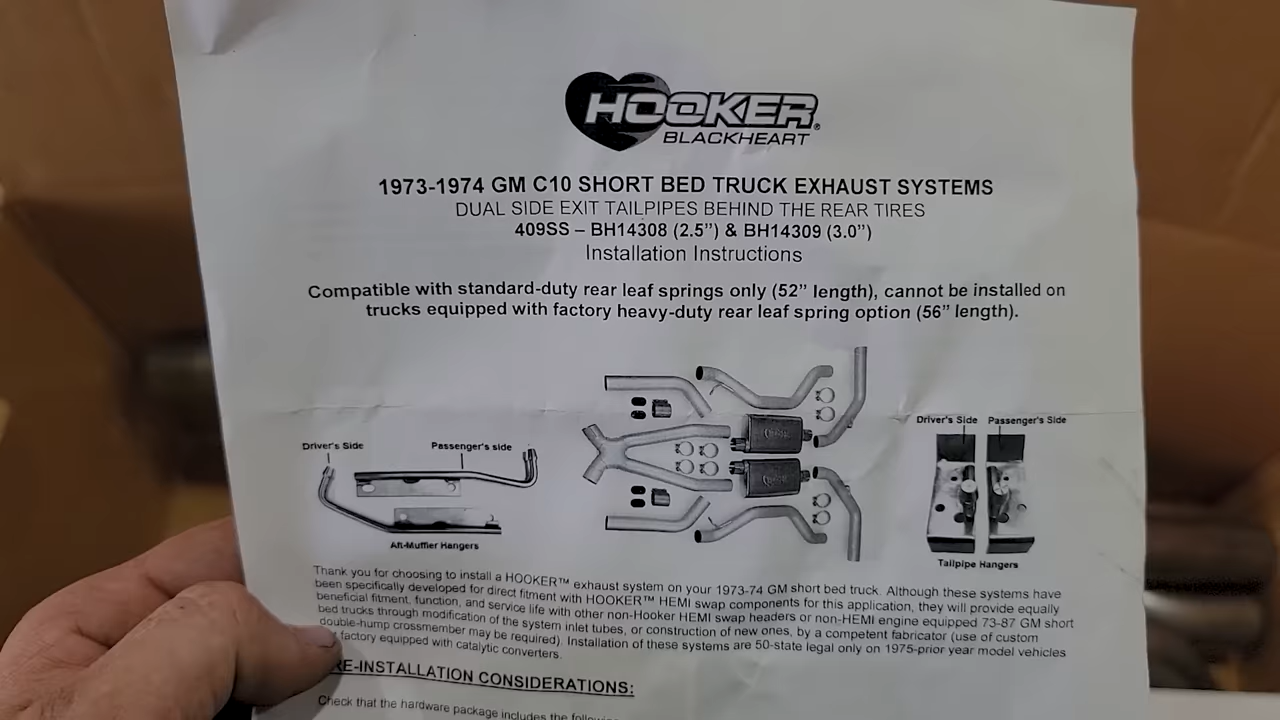 HOOKER®
BLACKHEART
1973-1974 GM C10 SHORT BED TRUCK EXHAUST SYSTEMS
DUAL SIDE EXIT TAILPIPES BEHIND THE REAR TIRES
409SS – BH14308 (2.5”) & BH14309 (3.0”)
Installation Instructions
Compatible with standard-duty rear leaf springs only (52” length), cannot be installed on
trucks equipped with factory heavy-duty rear leaf spring option (56” length).
Driver's Side
Passenger's side
Aft-Muffler Hangers
Driver's Side
Passenger's Side
Tailpipe Hangers
Thank you for choosing to install a HOOKER™ exhaust system on your 1973-74 GM short bed truck. Although these systems have
been specifically developed for direct fitment with HOOKER™ HEMI swap components for this application, they will provide equally
beneficial fitment, function, and service life with other non-Hooker HEMI swap headers or non-HEMI engine equipped 73-87 GM short
bed trucks through modification of the system inlet tubes, or construction of new ones, by a competent fabricator (use of custom
double-hump crossmember may be required). Installation of these systems are 50-state legal only on 1975-prior year model vehicles
factory equipped with catalytic converters.
RE-INSTALLATION CONSIDERATIONS:
Check that the hardware package includes the